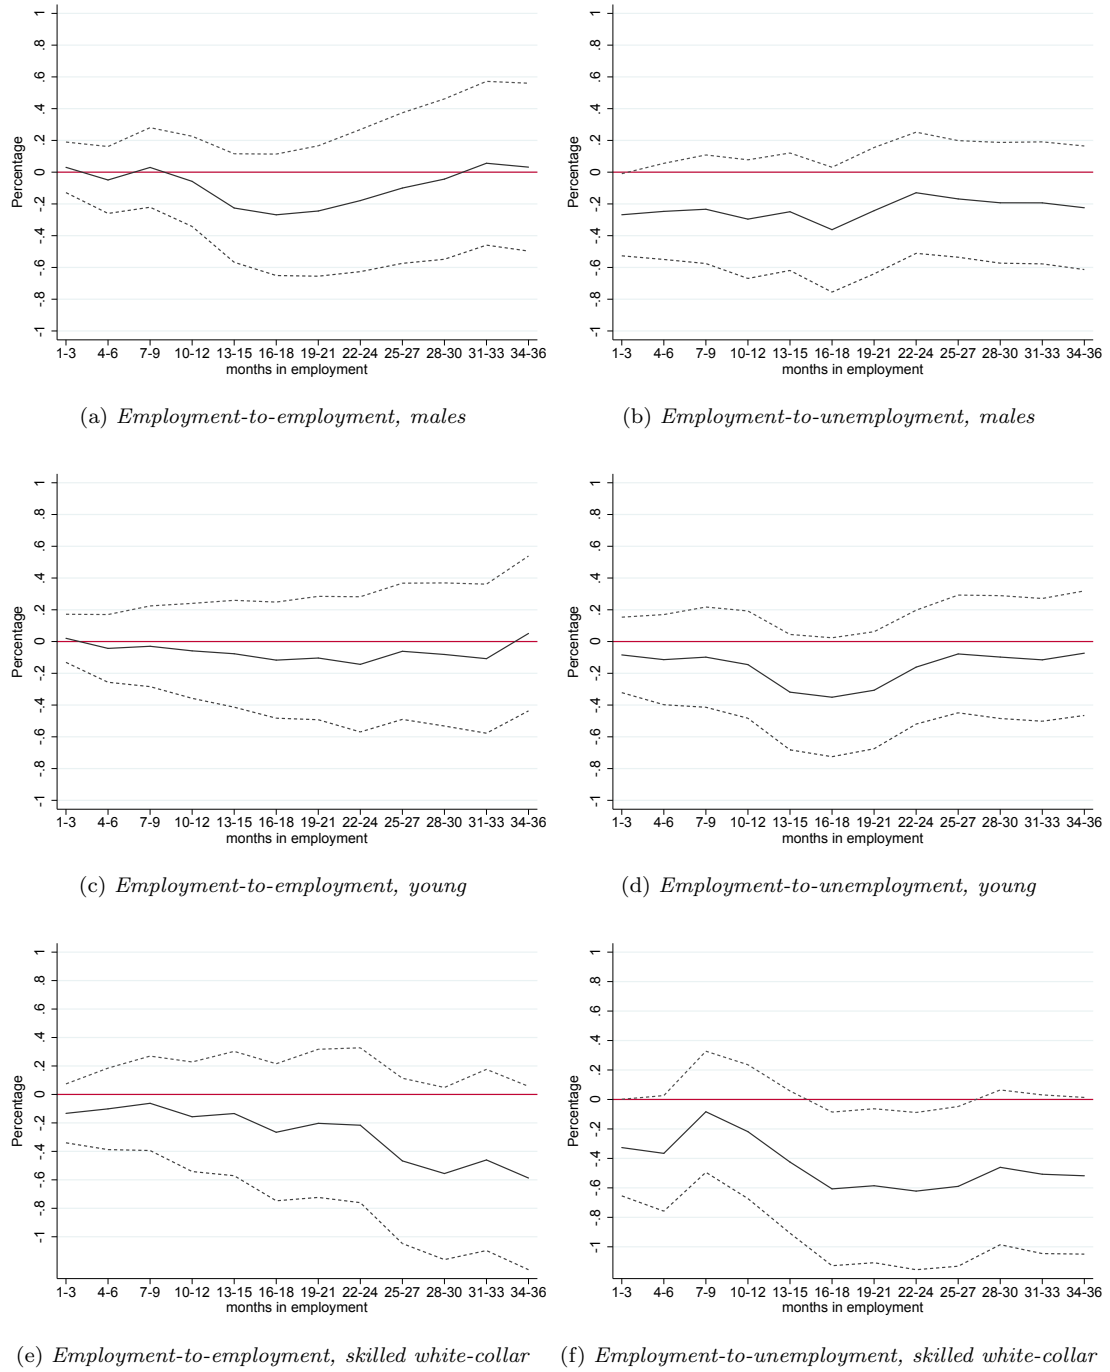 1
.8
.6
.4
.2
0
-.2
-.4
-.6
-.8
-1
Percentage
1-3 4-6 7-9 10-12 13-15 16-18 19-21 22-24 25-27 28-30 31-33 34-36
months in employment
(a) Employment-to-employment, males
1
.8
.6
.4
.2
0
-.2
-.4
-.6
-.8
-1
Percentage
1-3 4-6 7-9 10-12 13-15 16-18 19-21 22-24 25-27 28-30 31-33 34-36
months in employment
(b) Employment-to-unemployment, males
1
.8
.6
.4
.2
0
-.2
-.4
-.6
-.8
-1
Percentage
1-3 4-6 7-9 10-12 13-15 16-18 19-21 22-24 25-27 28-30 31-33 34-36
months in employment
(c) Employment-to-employment, young
1
.8
.6
.4
.2
0
-.2
-.4
-.6
-.8
-1
Percentage
1-3 4-6 7-9 10-12 13-15 16-18 19-21 22-24 25-27 28-30 31-33 34-36
months in employment
(d) Employment-to-unemployment, young
1
.8
.6
.4
.2
0
-.2
-.4
-.6
-.8
-1
Percentage
1-3 4-6 7-9 10-12 13-15 16-18 19-21 22-24 25-27 28-30 31-33 34-36
months in employment
(e) Employment-to-employment, skilled white-collar
1
.8
.6
.4
.2
0
-.2
-.4
-.6
-.8
-1
Percentage
1-3 4-6 7-9 10-12 13-15 16-18 19-21 22-24 25-27 28-30 31-33 34-36
months in employment
(f) Employment-to-unemployment, skilled white-collar